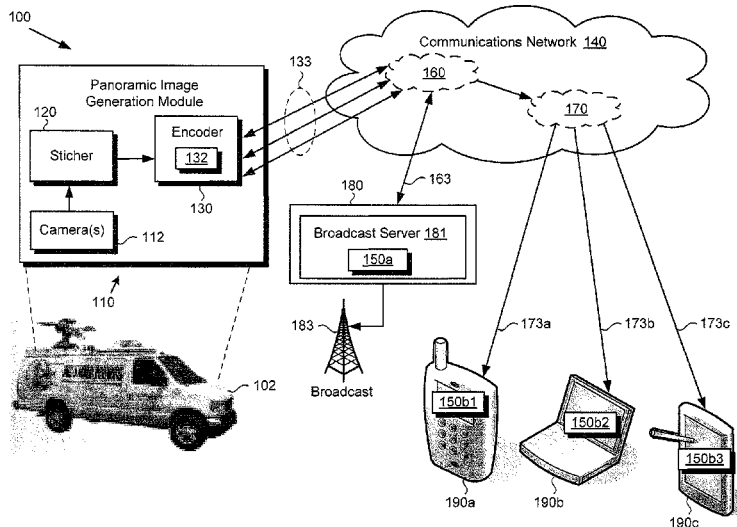 100
Panoramic Image
Generation Module
120
Sticher
Encoder
132
130
Camera(s)
112
110
133
Communications Network 140
160
170
163
180
Broadcast Server 181
150a
183
Broadcast
173a
173b
173c
102
150b1
150b2
150b3
190a
190b
190c